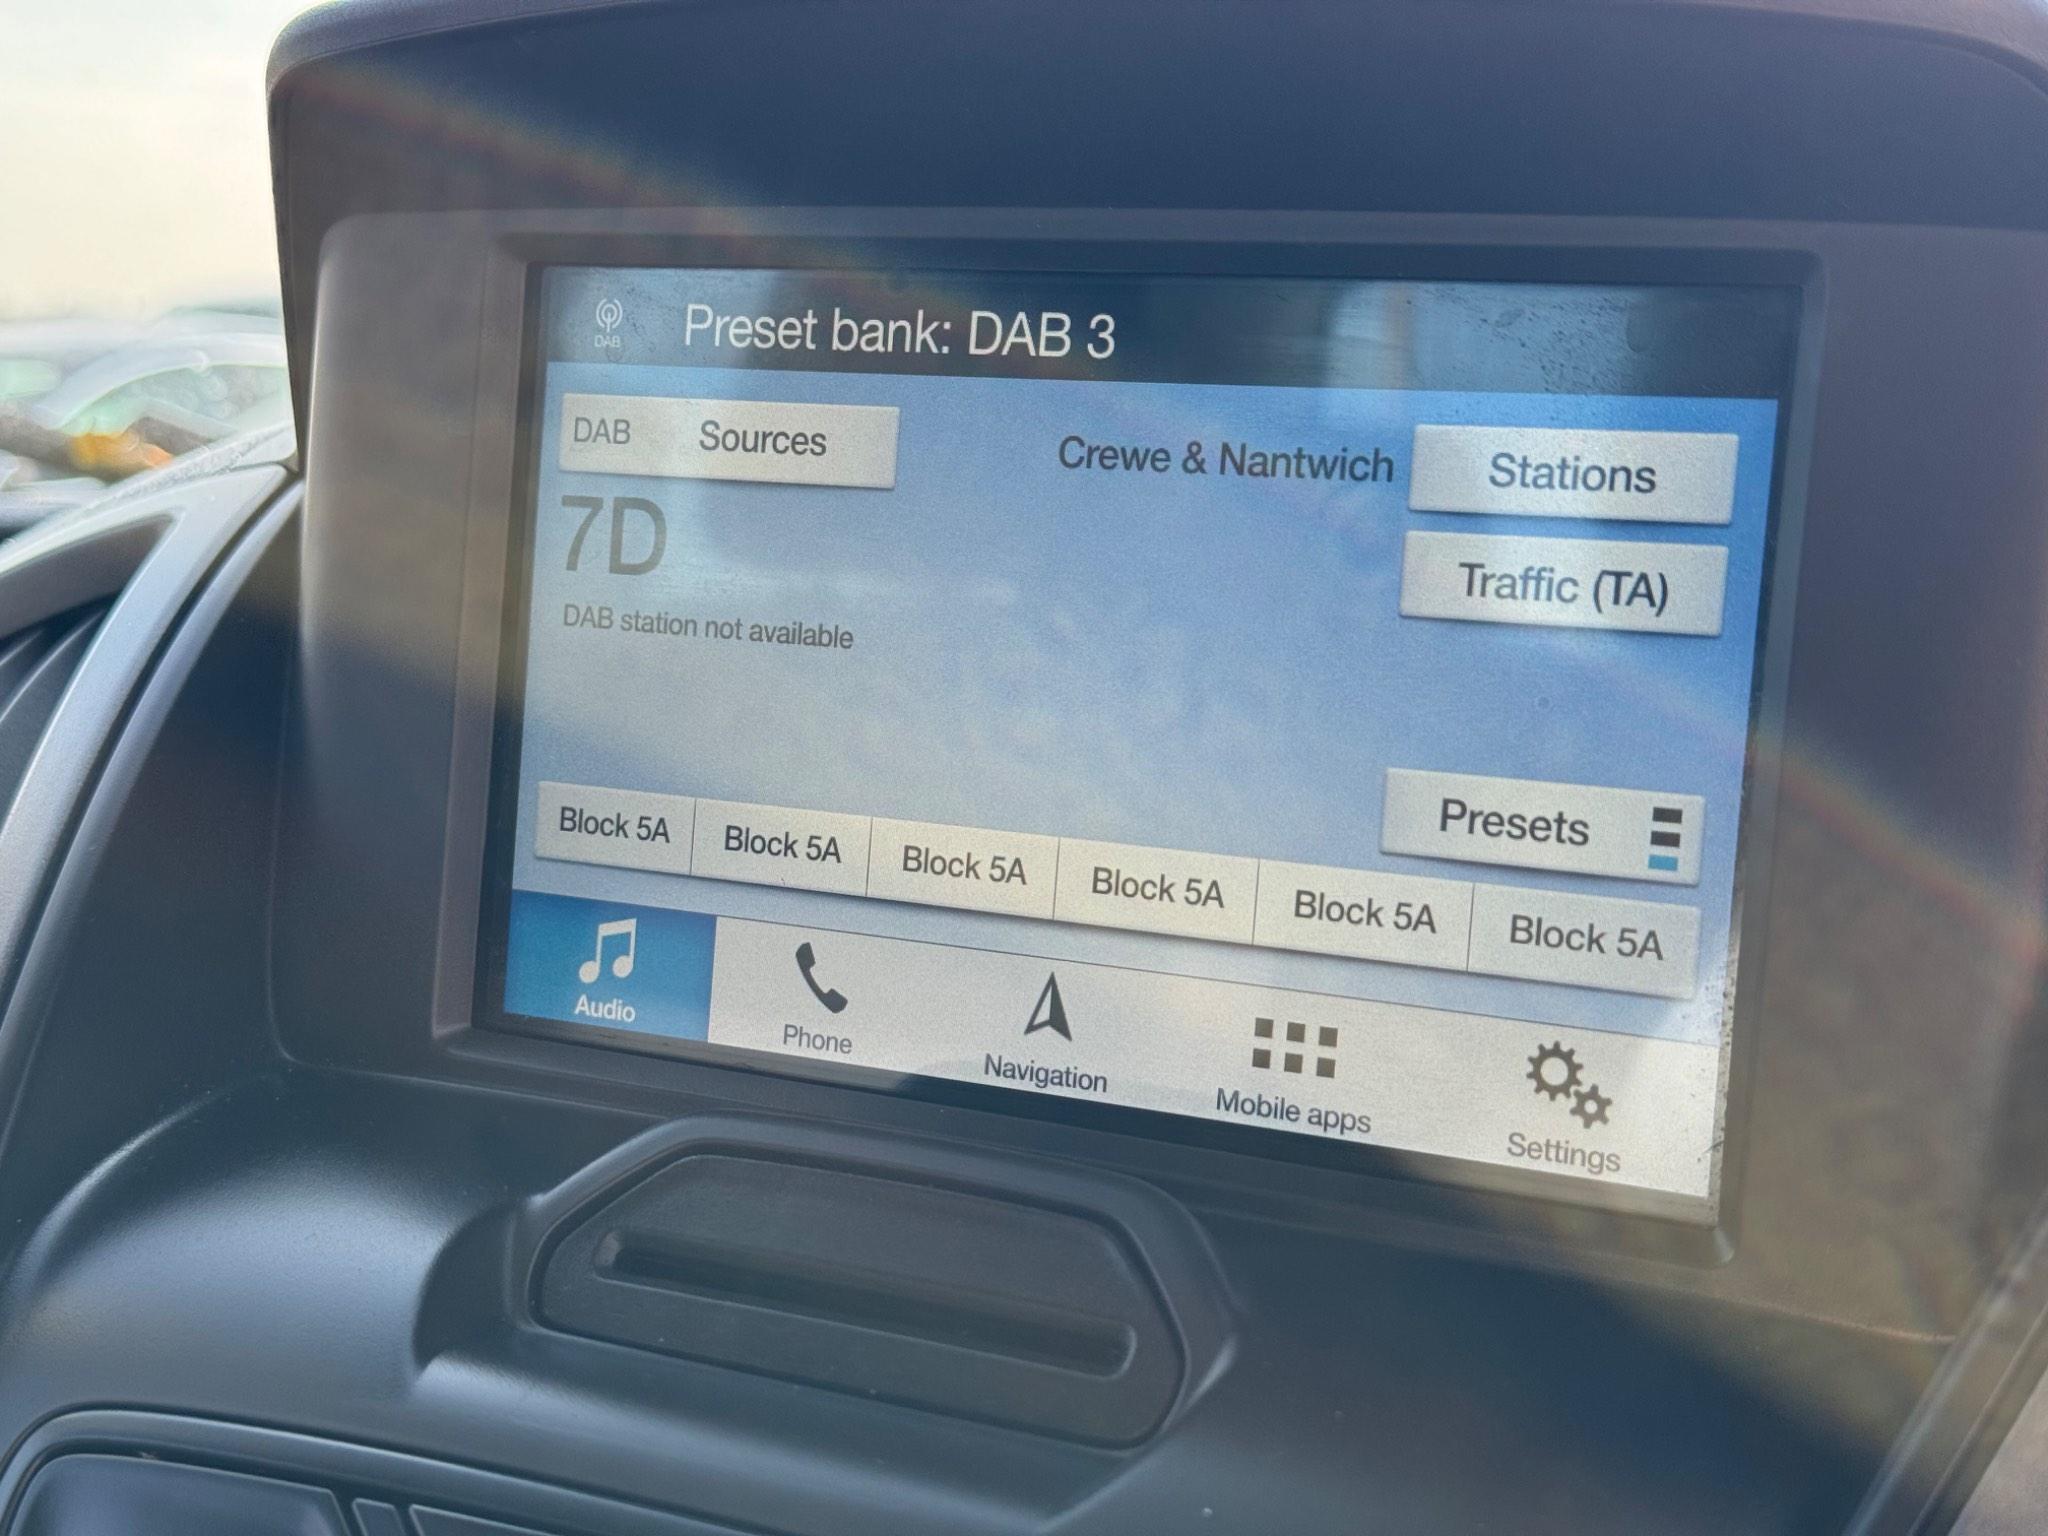 DAB
Preset bank: DAB 3
DAB Sources
Crewe & Nantwich
Stations
7D
Traffic (TA)
DAB station not available
Presets
Block 5A
Block 5A
Block 5A
Block 5A
Block 5A
Block 5A
Audio
Phone
Navigation
Mobile apps
Settings